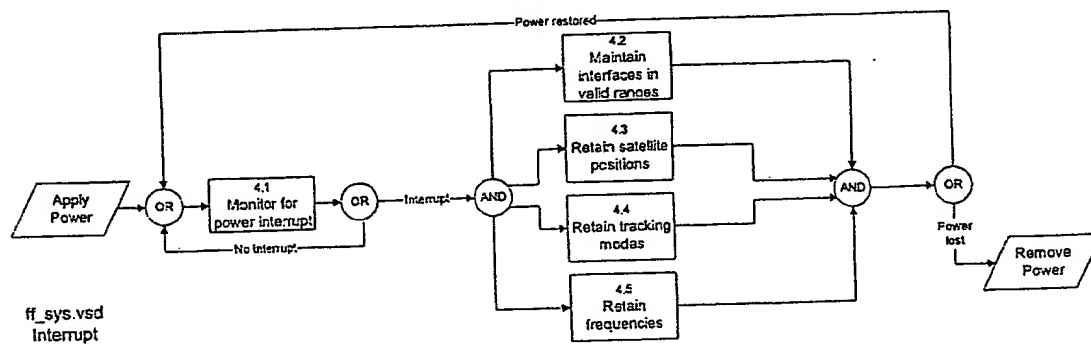 Power restored
4.2
Maintain
interfaces in
valid ranges
4.3
Retain satellite
positions
Apply
Power
OR
4.1
Monitor for
power interrupt
OR
Interrupt
AND
AND
OR
No Interrupt
4.4
Retain tracking
modes
Power
lost
Remove
Power
4.5
Retain
frequencies
ff_sys.vsd
Interrupt